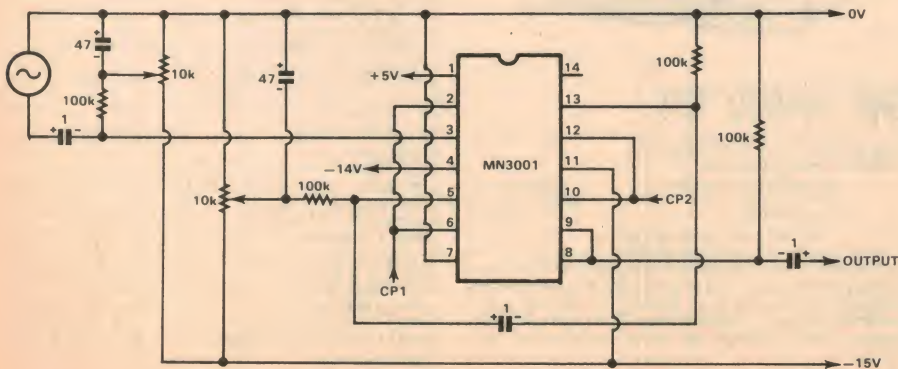 0V
47 + -
10k
100k
1 + -
10k
47 + -
100k
+5V
-14V
CP1
MN3001
1
2
3
4
5
6
7
14
13
12
11
10
9
8
100k
100k
CP2
1 - +
OUTPUT
1 + -
-15V